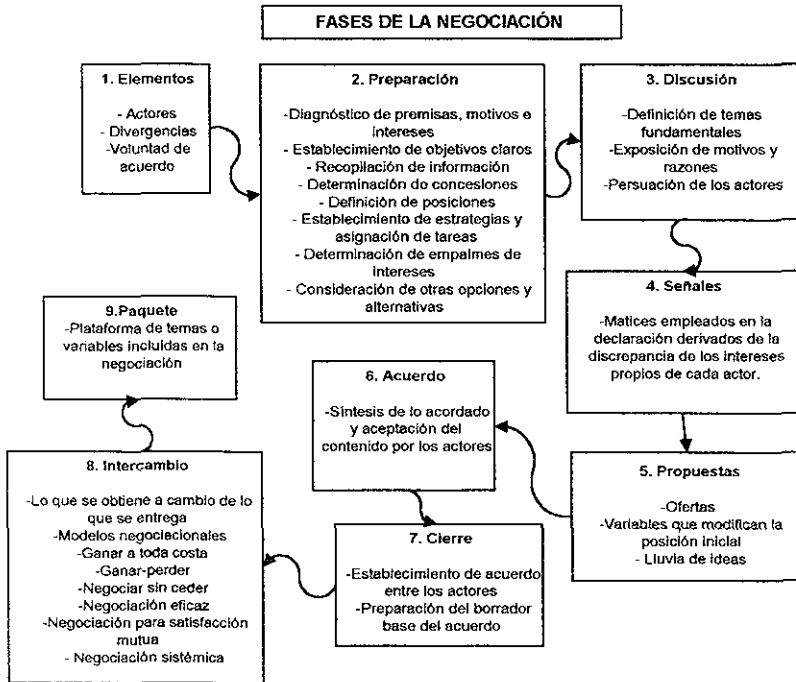 FASES DE LA NEGOCIACIÓN
1. Elementos
- Actores
- Divergencias
-Voluntad de
acuerdo
2. Preparación
-Diagnóstico de premisas, motivos e
intereses
- Establecimiento de objetivos claros
- Recopilación de información
- Determinación de concesiones
- Definición de posiciones
- Establecimiento de estrategias y
asignación de tareas
- Determinación de empalmes de
intereses
- Consideración de otras opciones y
alternativas
3. Discusión
-Definición de temas
fundamentales
-Exposición de motivos y
razones
-Persuación de los actores
4. Señales
-Matices empleados en la
declaración derivados de la
discrepancia de los intereses
propios de cada actor.
5. Propuestas
-Ofertas
-Variables que modifican la
posición inicial
- Lluvia de ideas
6. Acuerdo
-Síntesis de lo acordado
y aceptación del
contenido por los actores
7. Cierre
-Establecimiento de acuerdo
entre los actores
- Preparación del borrador
base del acuerdo
8. Intercambio
-Lo que se obtiene a cambio de lo
que se entrega
-Modelos negociacionales
-Ganar a toda costa
-Ganar-perder
-Negociar sin ceder
-Negociación eficaz
-Negociación para satisfacción
mutua
- Negociación sistémica
9.Paquete
-Plataforma de temas o
variables incluidas en la
negociación